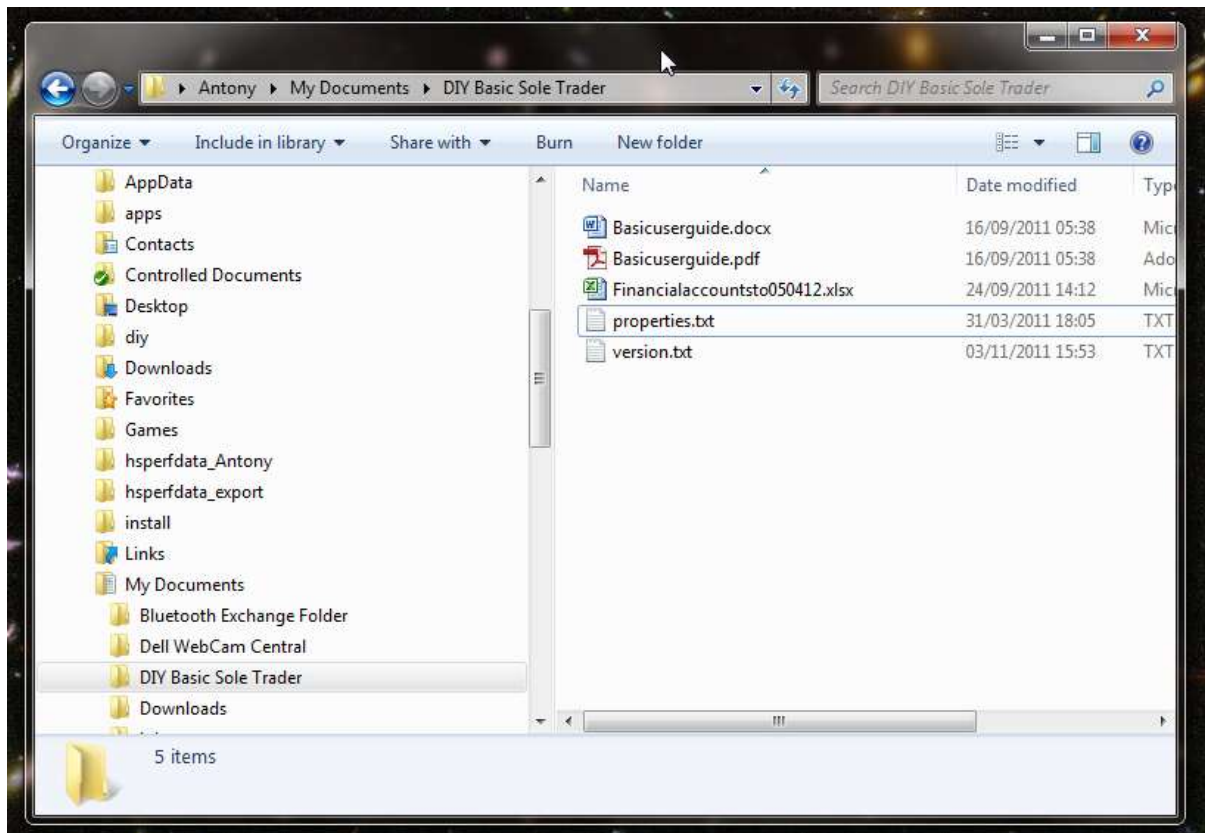 Antony ▸ My Documents ▸ DIY Basic Sole Trader
Search DIY Basic Sole Trader
Organize Include in library Share with Burn New folder
AppData
apps
Contacts
Controlled Documents
Desktop
diy
Downloads
Favorites
Games
hsperfdata_Antony
hsperfdata_export
install
Links
My Documents
Bluetooth Exchange Folder
Dell WebCam Central
DIY Basic Sole Trader
Downloads
Name Date modified Typ
Basicuserguide.docx 16/09/2011 05:38 Mic
Basicuserguide.pdf 16/09/2011 05:38 Ado
Financialaccountsto050412.xlsx 24/09/2011 14:12 Mic
properties.txt 31/03/2011 18:05 TXT
version.txt 03/11/2011 15:53 TXT
5 items